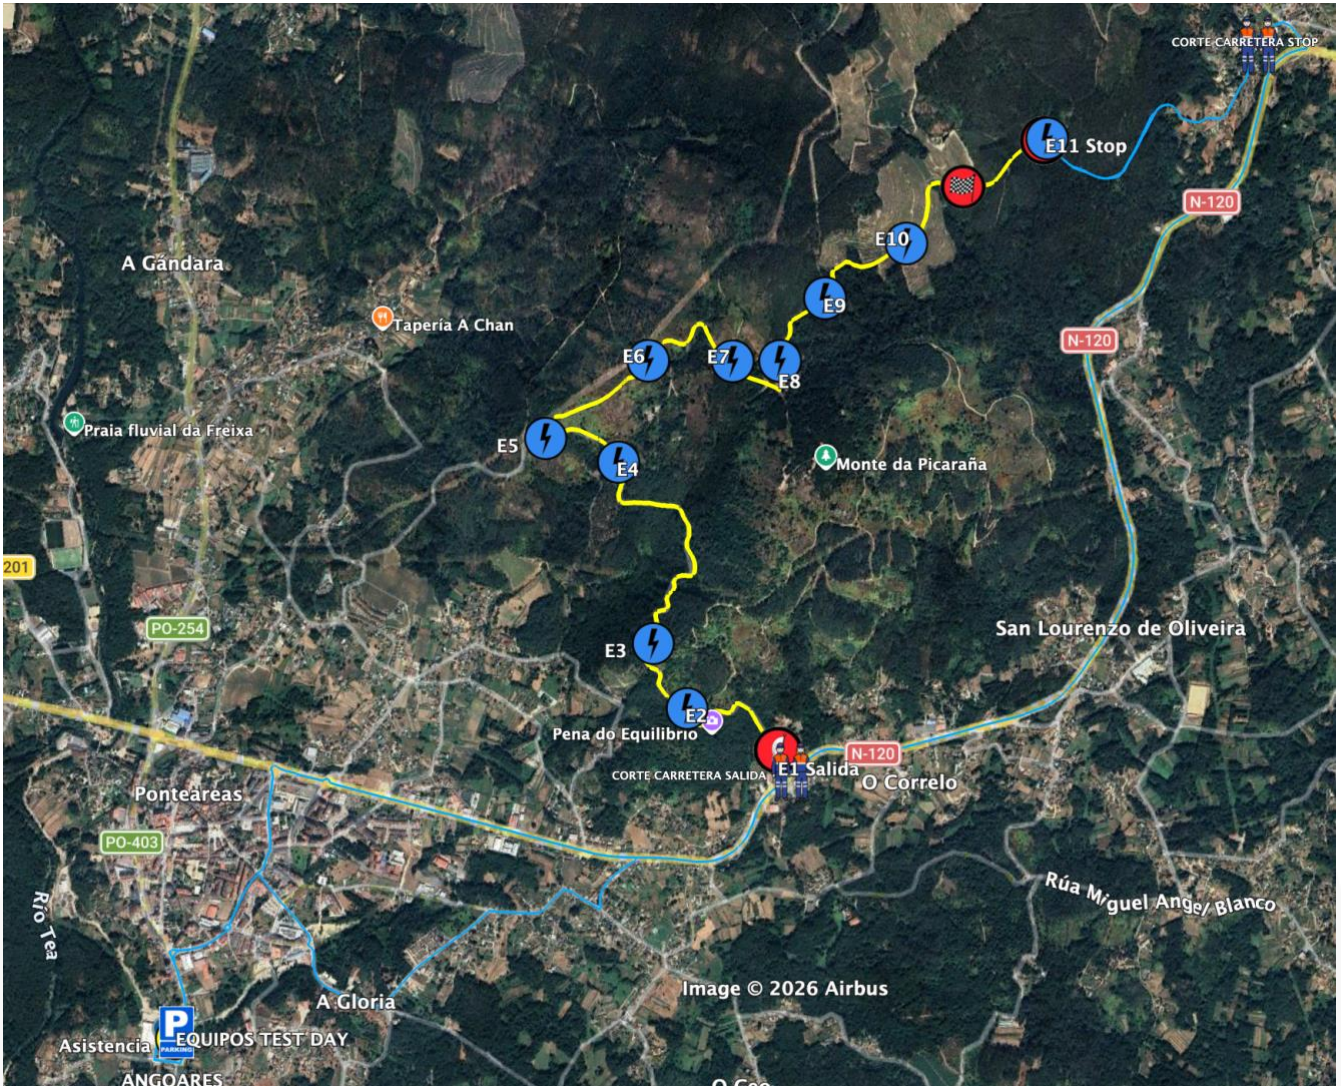 CORTE CARRETERA STOP
E11 Stop
N-120
E10
A Gándara
E9
Tapería A Chan
N-120
E6
E7
E8
Praia fluvial da Freixa
E5
E4
Monte da Picaraña
201
PO-254
San Lourenzo de Oliveira
E3
E2
Pena do Equilibrio
N-120
E1 Salida
CORTE CARRETERA SALIDA
O Correlo
Ponteareas
PO-403
Rúa Miguel Angel Blanco
Río Tea
Image © 2026 Airbus
A Gloria
P
PARKING
EQUIPOS TEST DAY
Asistencia
ANGOARES